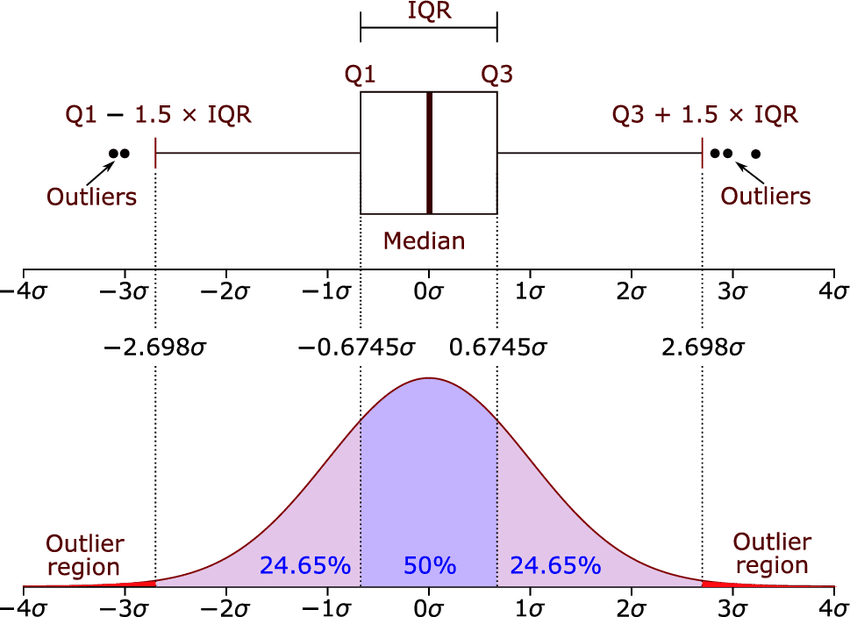 IQR
Q1
Q3
Q1 − 1.5 × IQR
Q3 + 1.5 × IQR
Outliers
Outliers
Median
−4σ
−3σ
−2σ
−1σ
0σ
1σ
2σ
3σ
4σ
−2.698σ
−0.6745σ
0.6745σ
2.698σ
Outlier
region
24.65%
50%
24.65%
Outlier
region
−4σ
−3σ
−2σ
−1σ
0σ
1σ
2σ
3σ
4σ